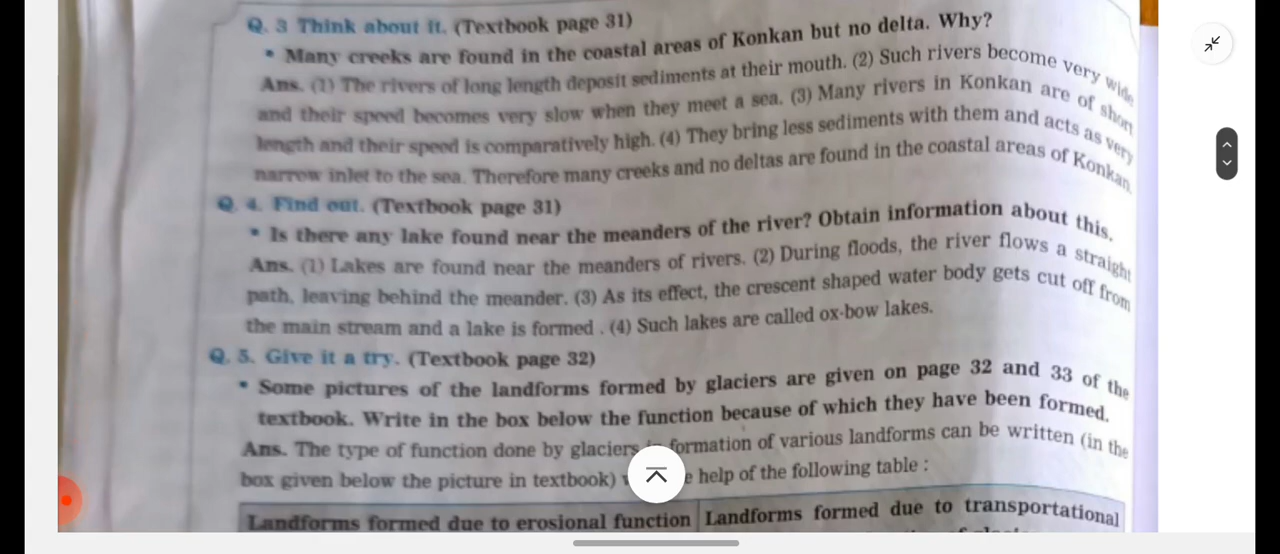 Q. 3 Think about it. (Textbook page 31)
• Many creeks are found in the coastal areas of Konkan but no delta. Why?
Ans. (1) The rivers of long length deposit sediments at their mouth. (2) Such rivers become very wide
and their speed becomes very slow when they meet a sea. (3) Many rivers in Konkan are of short
length and their speed is comparatively high. (4) They bring less sediments with them and acts as very
narrow inlet to the sea. Therefore many creeks and no deltas are found in the coastal areas of Konkan.
Q. 4. Find out. (Textbook page 31)
• Is there any lake found near the meanders of the river? Obtain information about this.
Ans. (1) Lakes are found near the meanders of rivers. (2) During floods, the river flows a straight
path, leaving behind the meander. (3) As its effect, the crescent shaped water body gets cut off from
the main stream and a lake is formed . (4) Such lakes are called ox-bow lakes.
Q. 5. Give it a try. (Textbook page 32)
• Some pictures of the landforms formed by glaciers are given on page 32 and 33 of the
textbook. Write in the box below the function because of which they have been formed.
Ans. The type of function done by glaciers formation of various landforms can be written (in the
box given below the picture in textbook) help of the following table :
Landforms formed due to erosional function Landforms formed due to transportational